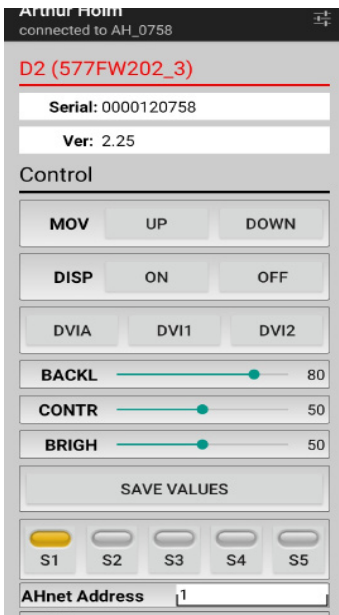 Arthur Holm
connected to AH_0758
D2 (577FW202_3)
Serial: 0000120758
Ver: 2.25
Control
MOV UP DOWN
DISP ON OFF
DVIA DVI1 DVI2
BACKL 80
CONTR 50
BRIGH 50
SAVE VALUES
S1 S2 S3 S4 S5
AHnet Address 1